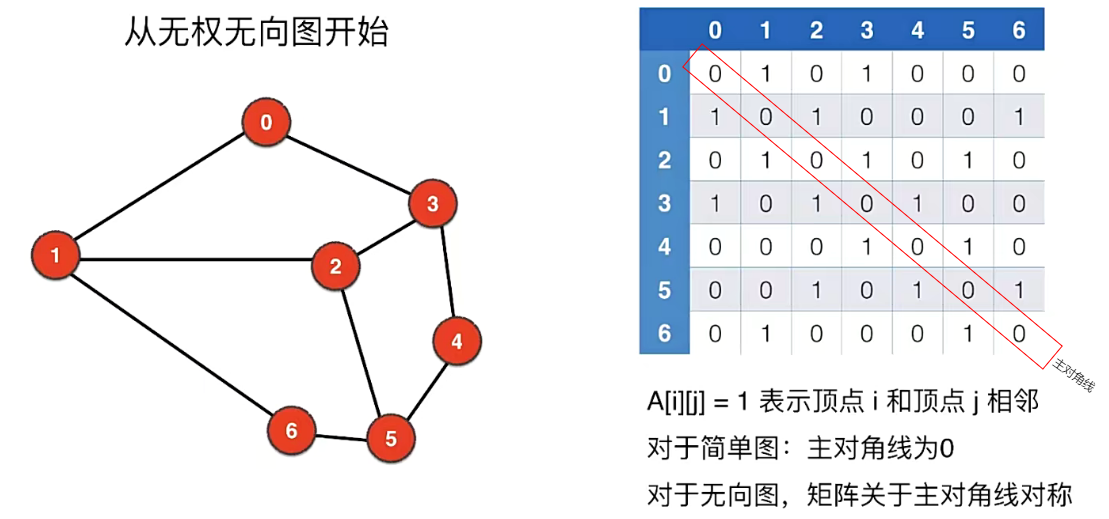 从无权无向图开始
0
3
1
2
4
6
5
0 1 2 3 4 5 6
0 0 1 0 1 0 0 0
1 1 0 1 0 0 0 1
2 0 1 0 1 0 1 0
3 1 0 1 0 1 0 0
4 0 0 0 1 0 1 0
5 0 0 1 0 1 0 1
6 0 1 0 0 0 1 0
主对角线
A[i][j] = 1 表示顶点 i 和顶点 j 相邻
对于简单图：主对角线为0
对于无向图，矩阵关于主对角线对称